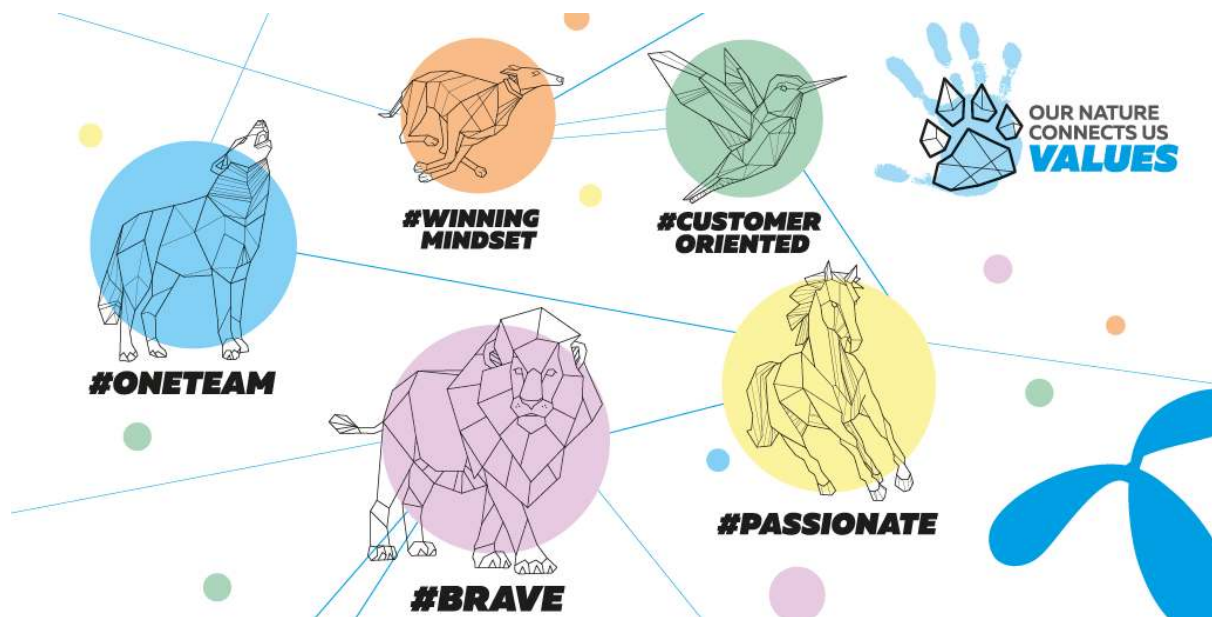 #WINNING
MINDSET
#CUSTOMER
ORIENTED
OUR NATURE
CONNECTS US
VALUES
#ONETEAM
#PASSIONATE
#BRAVE